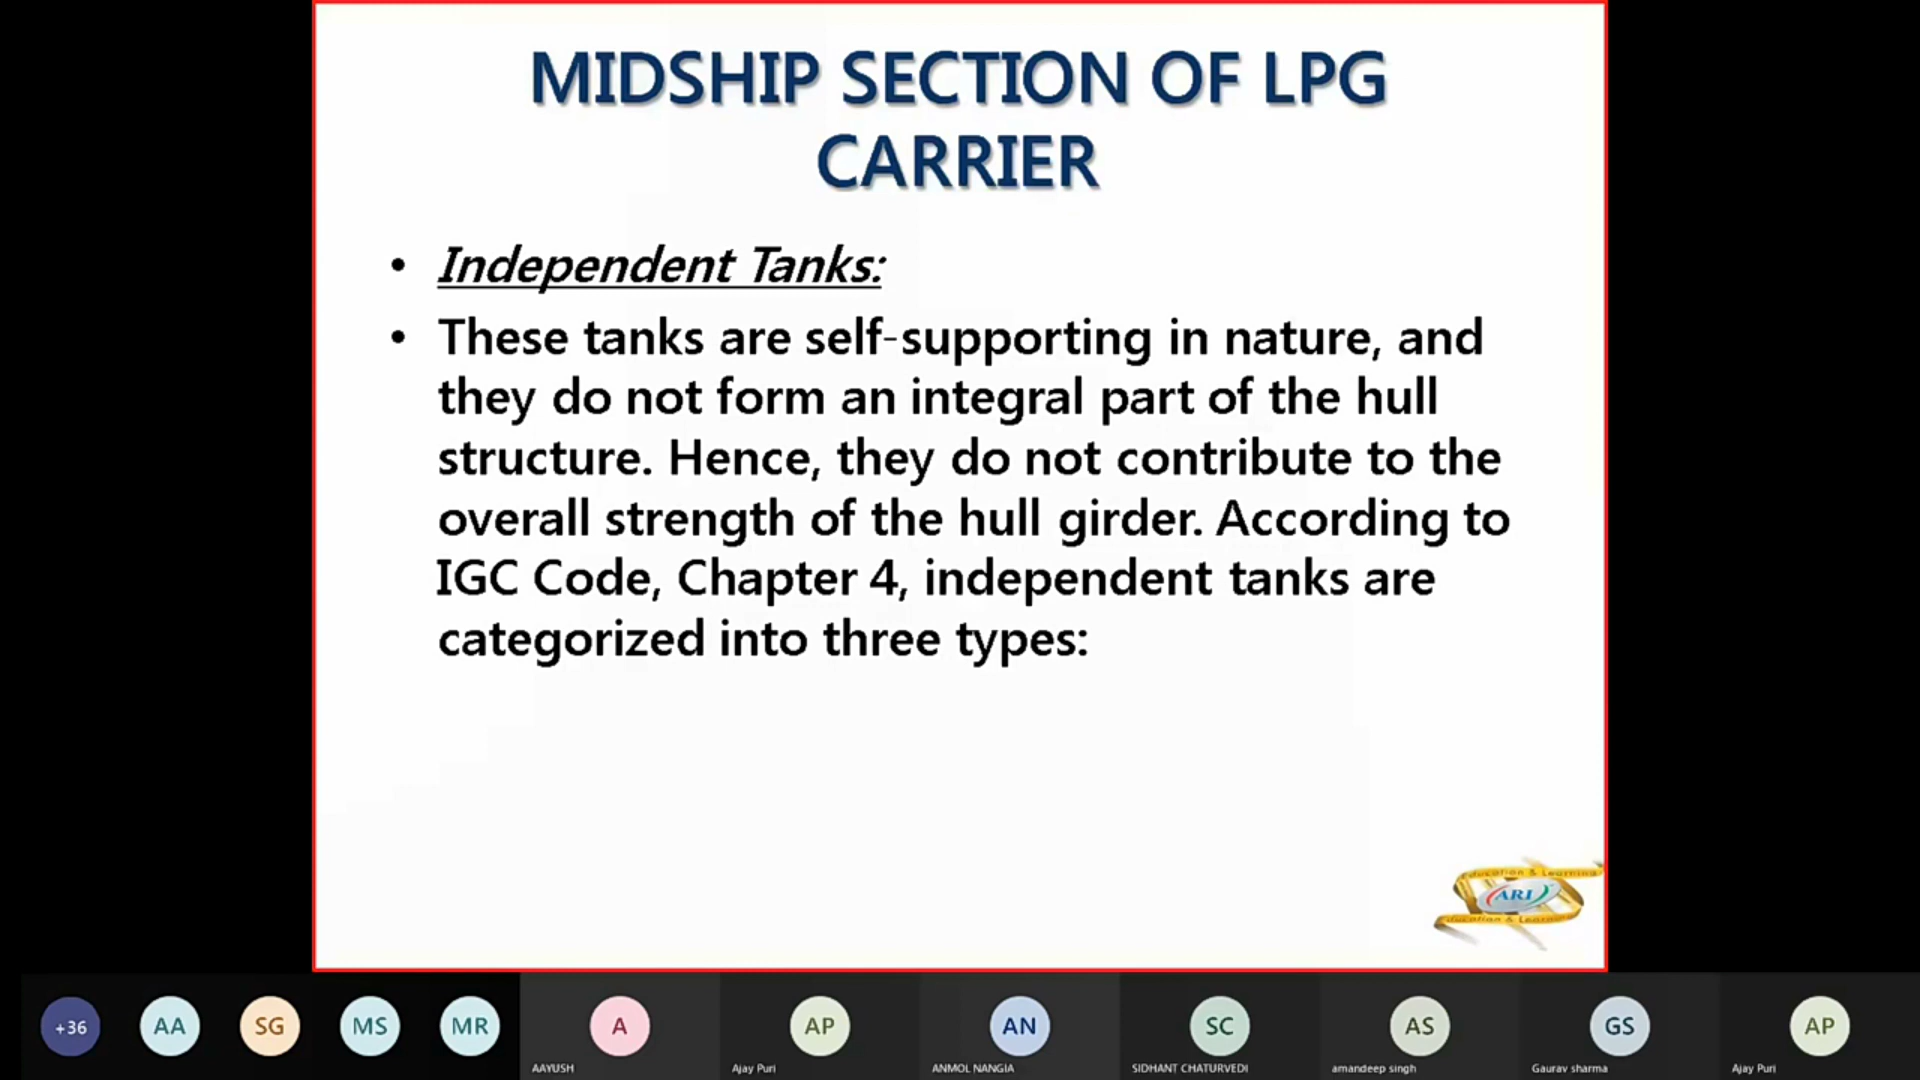 MIDSHIP SECTION OF LPG
CARRIER
• Independent Tanks:
• These tanks are self-supporting in nature, and
they do not form an integral part of the hull
structure. Hence, they do not contribute to the
overall strength of the hull girder. According to
IGC Code, Chapter 4, independent tanks are
categorized into three types:
Education & Learning
ARI
Education & Learning
+36
AA
SG
MS
MR
A
AP
AN
SC
AS
GS
AP
AAYUSH
Ajay Puri
ANMOL NANGIA
SIDHANT CHATURVEDI
amandeep singh
Gaurav sharma
Ajay Puri